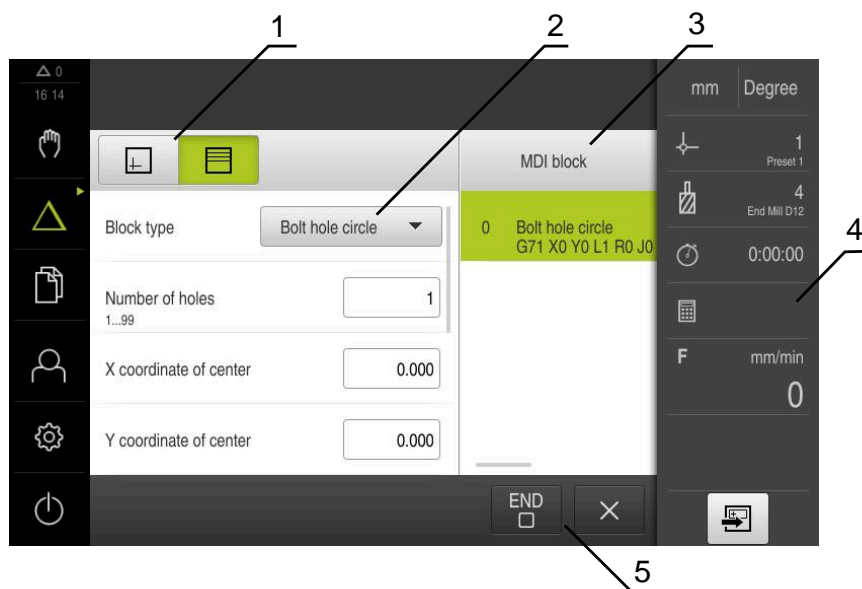 1
2
3
0
16 14
mm Degree
1
Preset 1
MDI block
4
End Mill D12
4
Block type
Bolt hole circle
0 Bolt hole circle
G71 X0 Y0 L1 R0 J0
0:00:00
Number of holes
1...99
1
X coordinate of center
0.000
F mm/min
0
Y coordinate of center
0.000
END
5